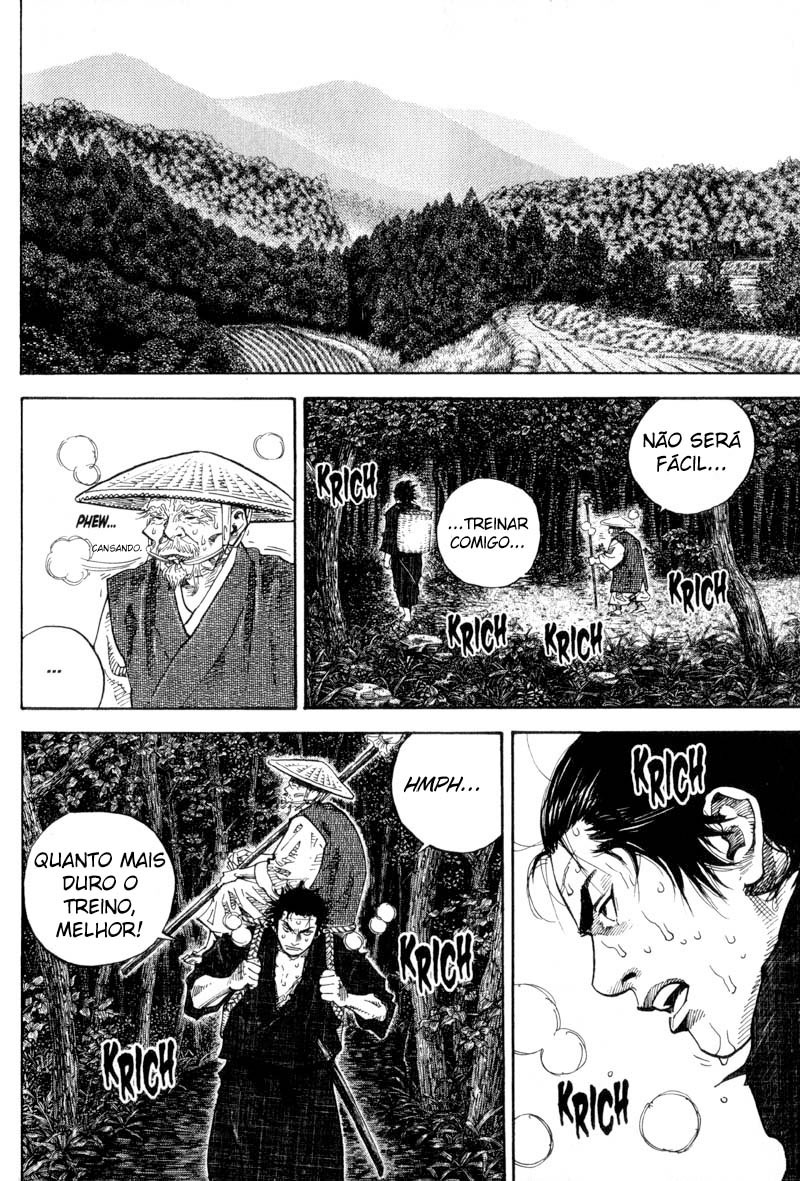 NÃO SERÁ
FÁCIL...
...TREINAR
COMIGO...
KRICH
KRICH
KRICH
KRICH
PHEW...
CANSANDO.
...
KRICH
KRICH
HMPH...
QUANTO MAIS
DURO O
TREINO,
MELHOR!
KRICH
KRICH